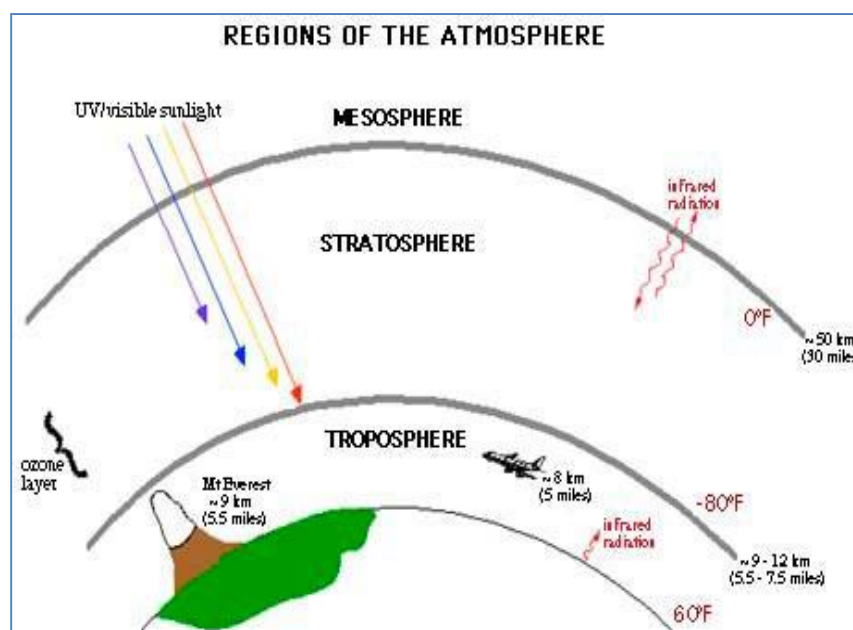 REGIONS OF THE ATMOSPHERE
UV/visible sunlight
MESOSPHERE
infrared
radiation
STRATOSPHERE
0°F
~50 km
(30 miles)
TROPOSPHERE
ozone
layer
Mt Everest
~9 km
(5.5 miles)
~8 km
(5 miles)
-80°F
infrared
radiation
~9 - 12 km
(5.5 - 7.5 miles)
60°F